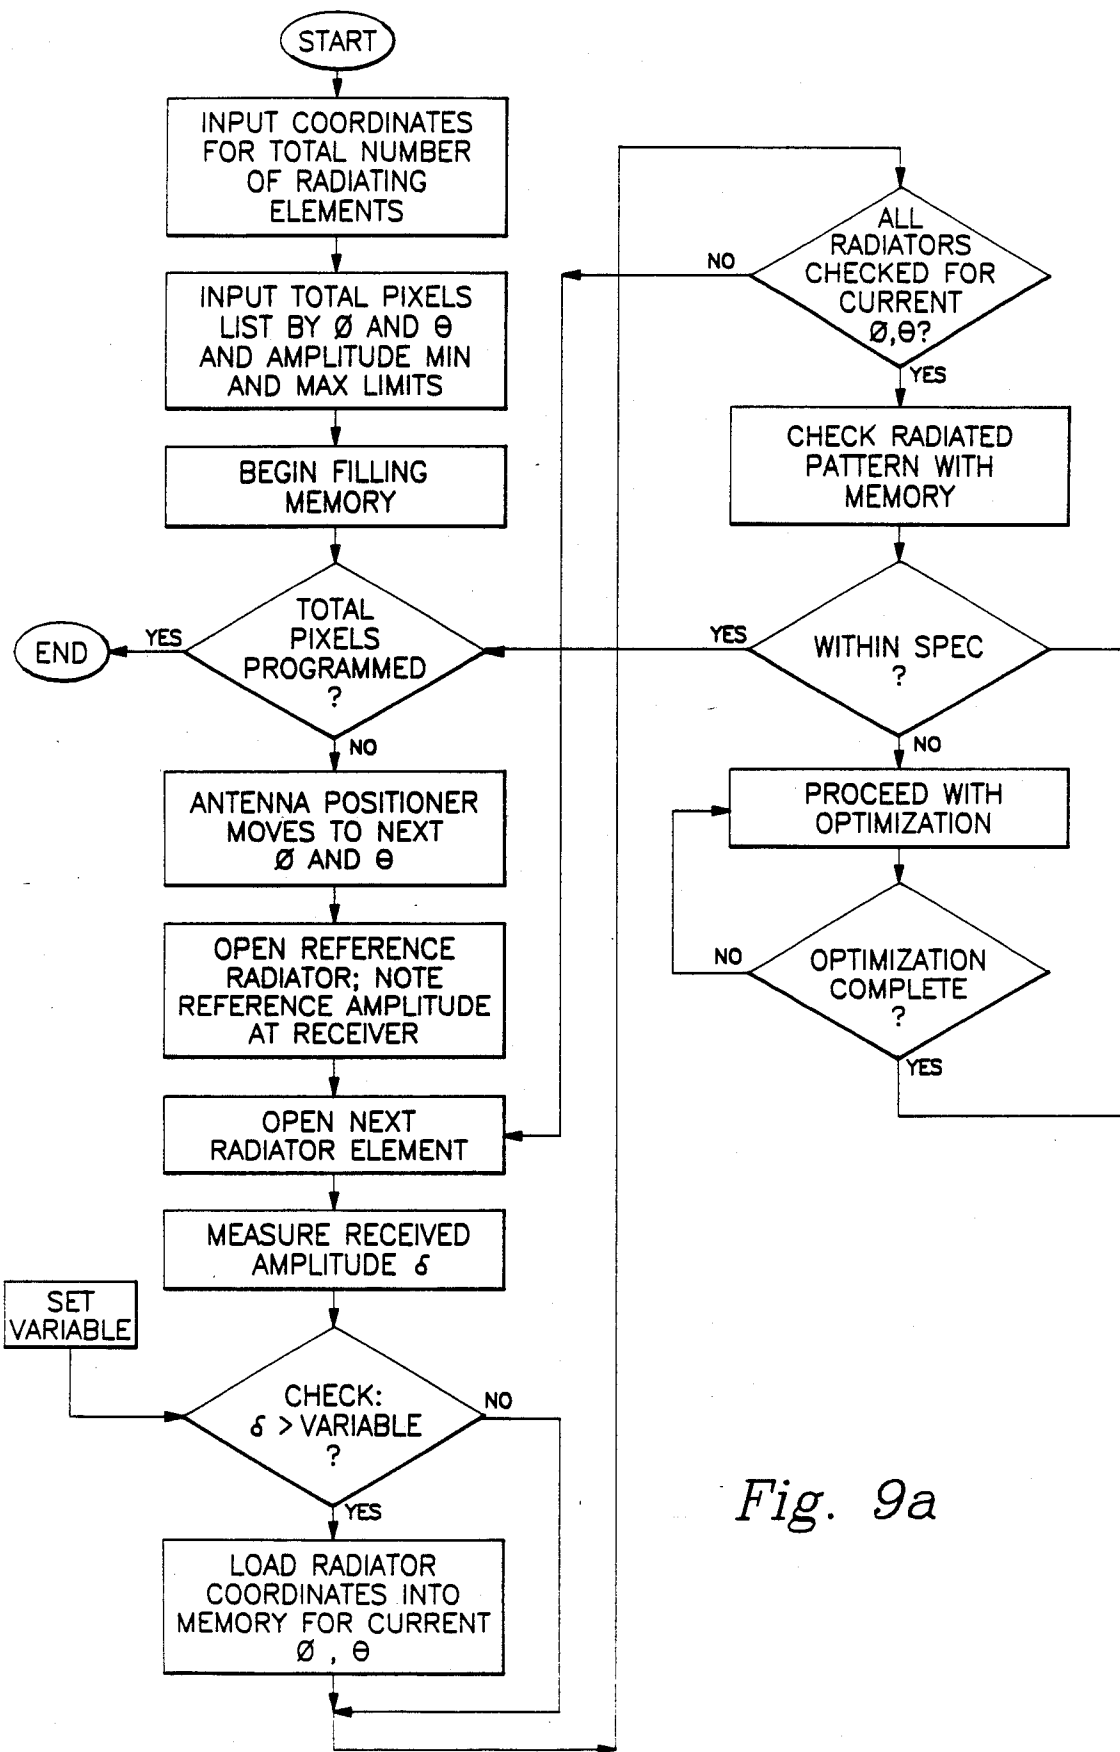 START
INPUT COORDINATES
FOR TOTAL NUMBER
OF RADIATING
ELEMENTS
INPUT TOTAL PIXELS
LIST BY Ø AND Θ
AND AMPLITUDE MIN
AND MAX LIMITS
BEGIN FILLING
MEMORY
TOTAL
PIXELS
PROGRAMMED
?
YES
END
NO
ANTENNA POSITIONER
MOVES TO NEXT
Ø AND Θ
OPEN REFERENCE
RADIATOR; NOTE
REFERENCE AMPLITUDE
AT RECEIVER
OPEN NEXT
RADIATOR ELEMENT
MEASURE RECEIVED
AMPLITUDE δ
SET
VARIABLE
CHECK:
δ > VARIABLE
?
NO
YES
LOAD RADIATOR
COORDINATES INTO
MEMORY FOR CURRENT
Ø , Θ
ALL
RADIATORS
CHECKED FOR
CURRENT
Ø,Θ?
NO
YES
CHECK RADIATED
PATTERN WITH
MEMORY
WITHIN SPEC
?
YES
NO
PROCEED WITH
OPTIMIZATION
OPTIMIZATION
COMPLETE
?
NO
YES
Fig. 9a